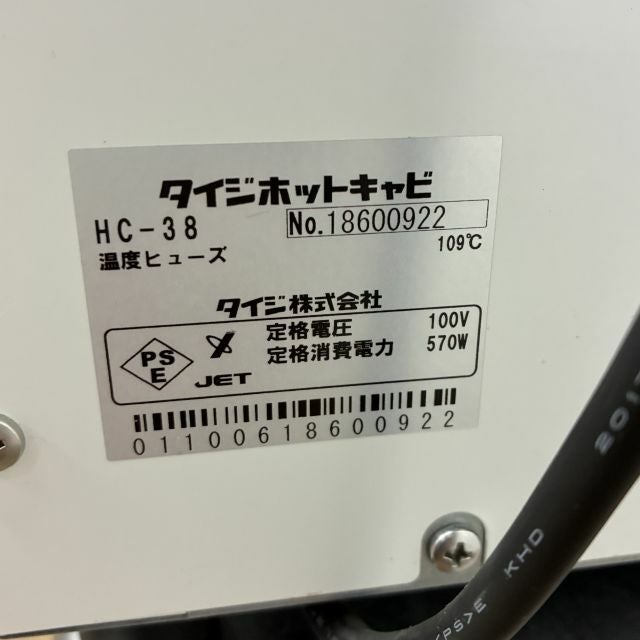 タイジホットキャビ
HC-38
No.18600922
温度ヒューズ
109℃
タイジ株式会社
PS
E
JET
定格電圧 100V
定格消費電力 570W
0110061860092​2
<PS>E KHD